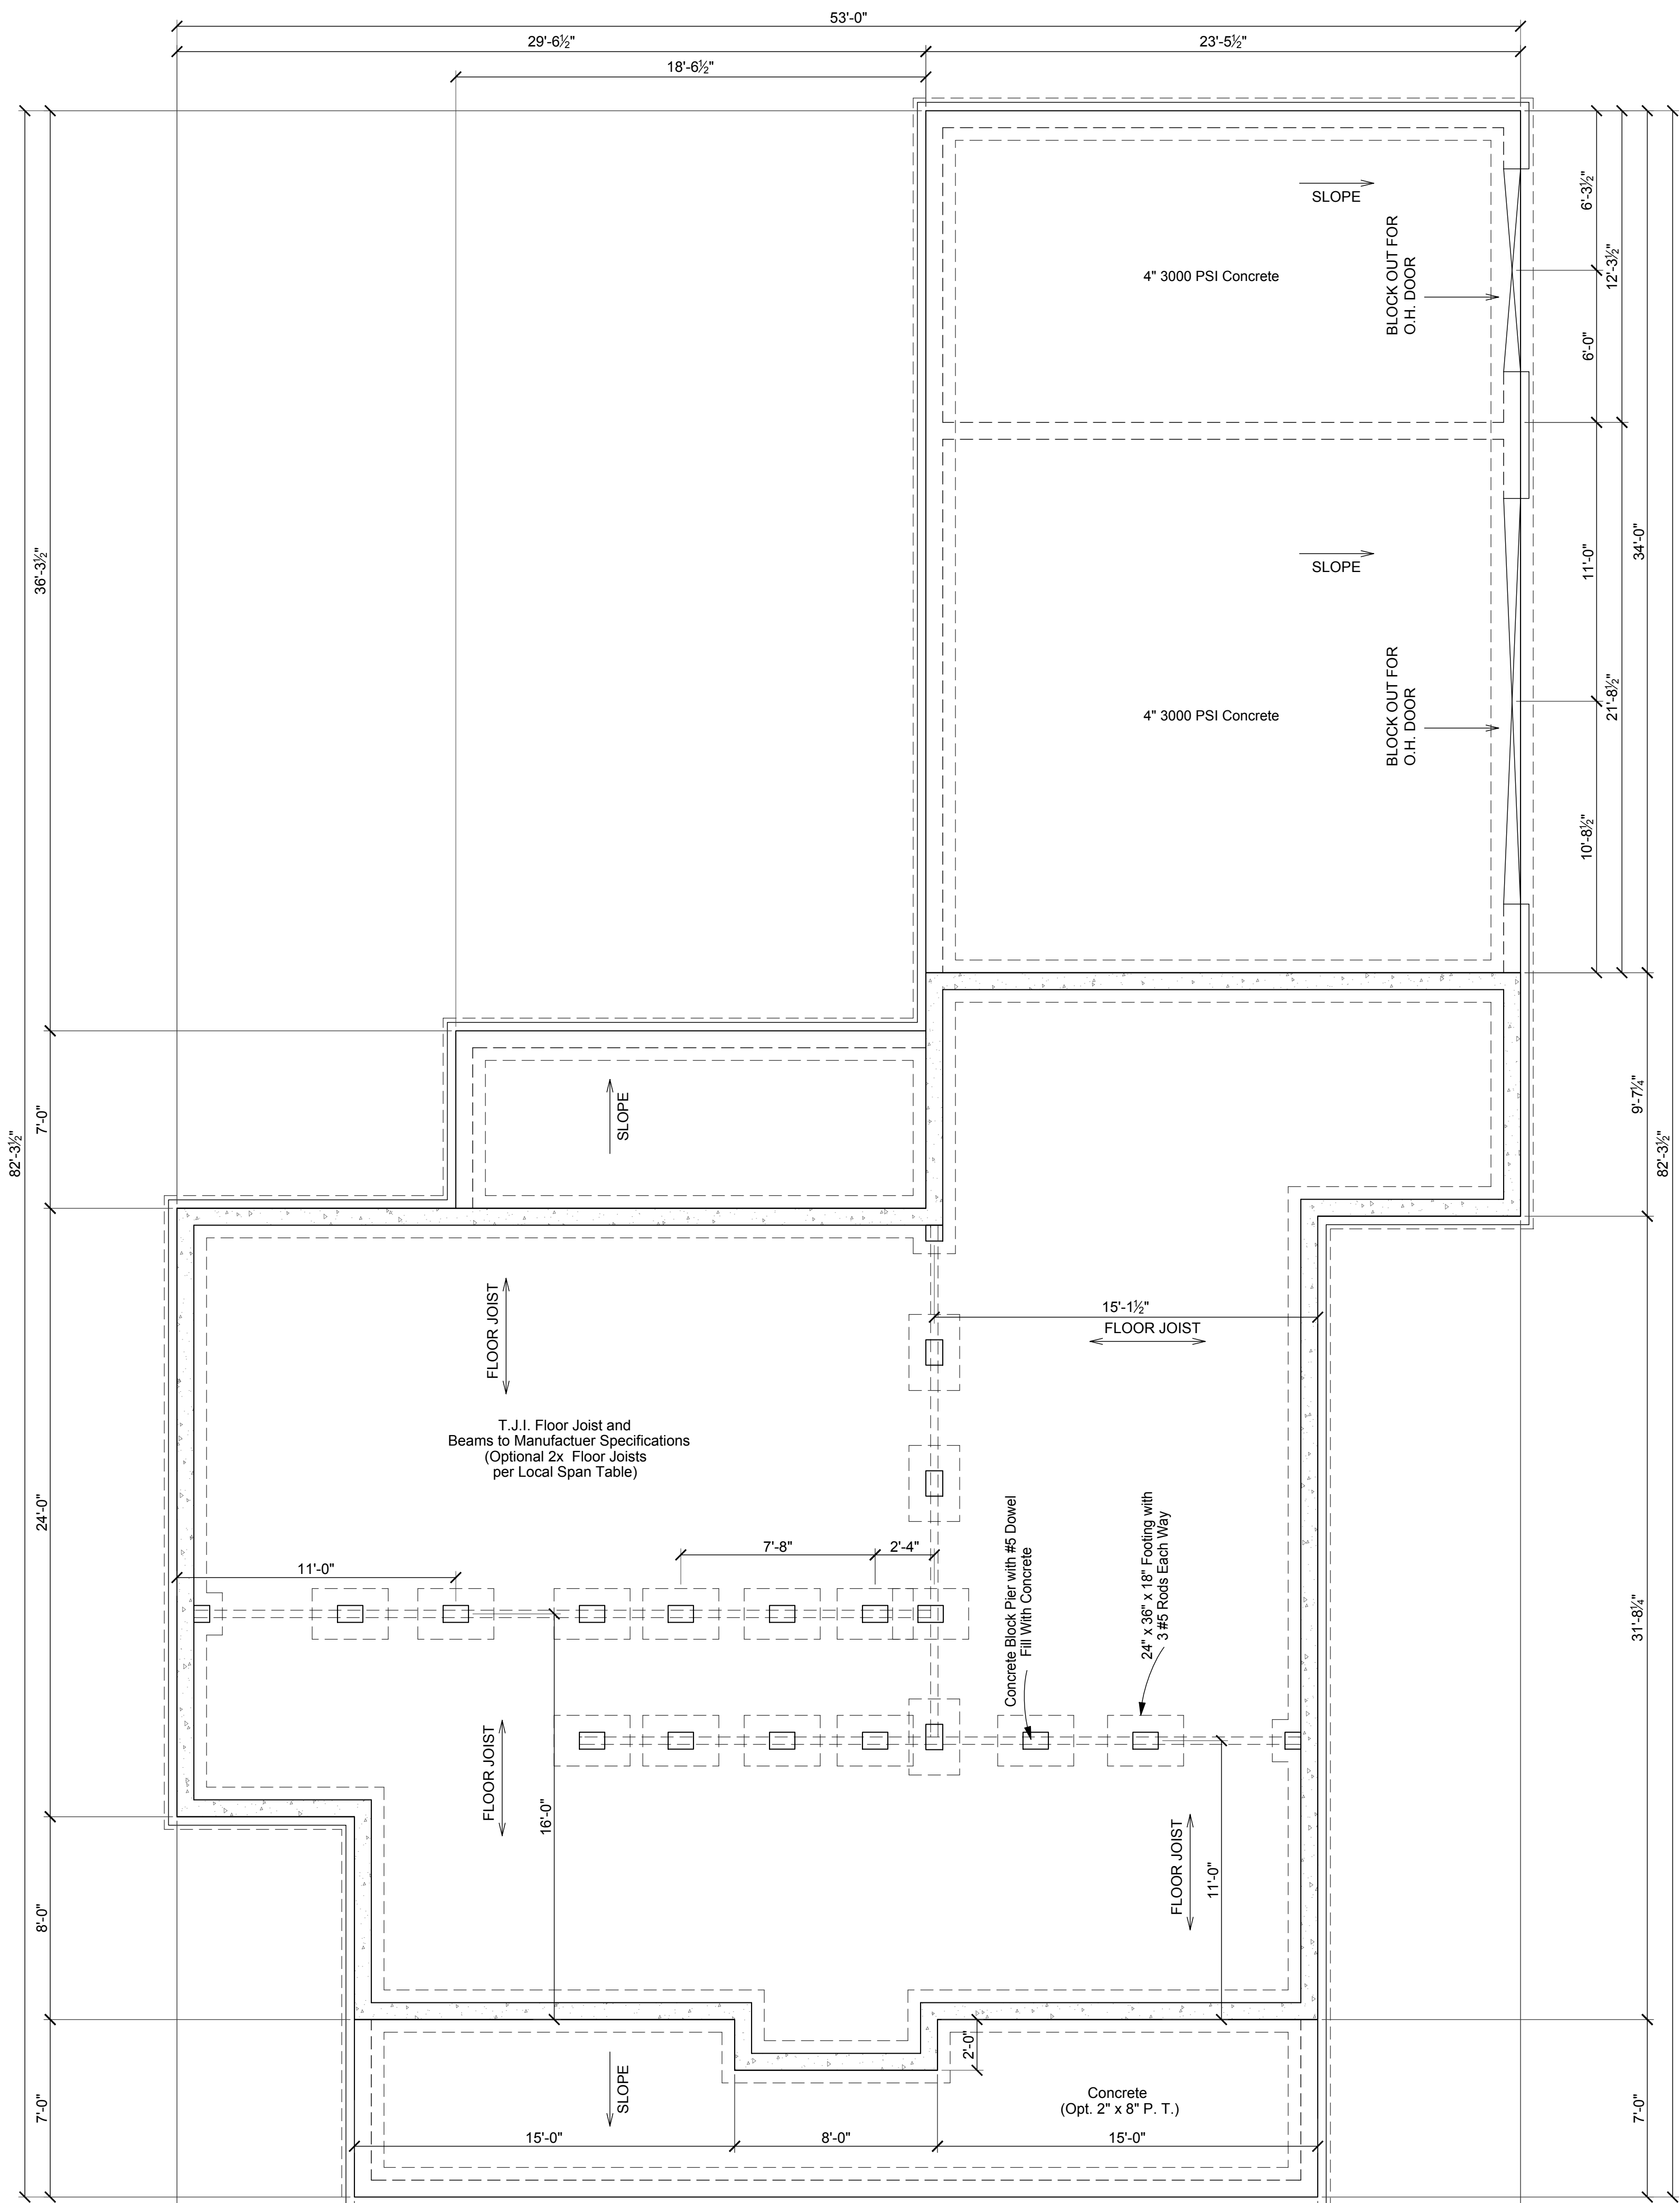 53'-0"
29'-6½"
23'-5½"
18'-6½"
SLOPE
6'-3½"
BLOCK OUT FOR
O.H. DOOR
12'-3½"
4" 3000 PSI Concrete
6'-0"
36'-3½"
34'-0"
11'-0"
SLOPE
21'-8½"
BLOCK OUT FOR
O.H. DOOR
4" 3000 PSI Concrete
10'-8½"
9'-7¼"
7'-0"
SLOPE
82'-3½"
82'-3½"
15'-1½"
FLOOR JOIST
FLOOR JOIST
T.J.I. Floor Joist and
Beams to Manufactuer Specifications
(Optional 2x Floor Joists
per Local Span Table)
24'-0"
7'-8"
2'-4"
11'-0"
Concrete Block Pier with #5 Dowel
Fill With Concrete
24" x 36" x 18" Footing with
3 #5 Rods Each Way
31'-8¼"
FLOOR JOIST
16'-0"
FLOOR JOIST
11'-0"
8'-0"
2'-0"
SLOPE
Concrete
(Opt. 2" x 8" P. T.)
7'-0"
7'-0"
15'-0"
8'-0"
15'-0"